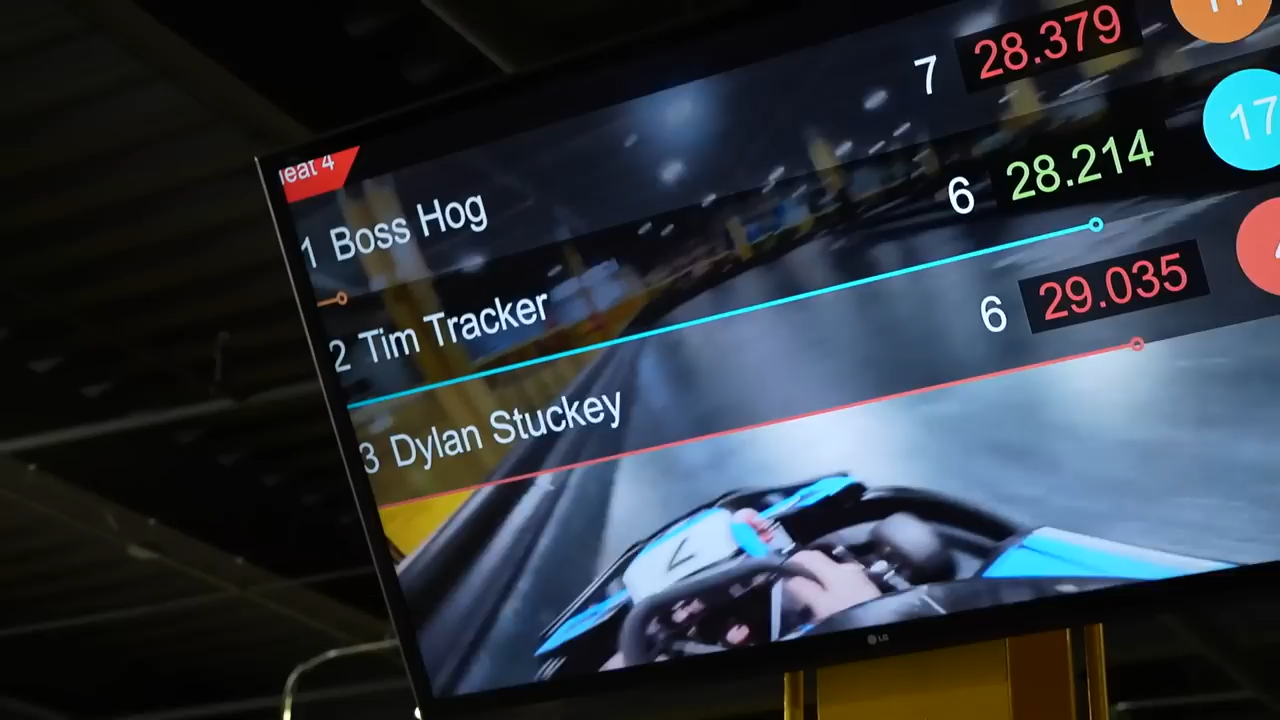 eat 4
1 Boss Hog 7 28.379 11
2 Tim Tracker 6 28.214 17
3 Dylan Stuckey 6 29.035
LG